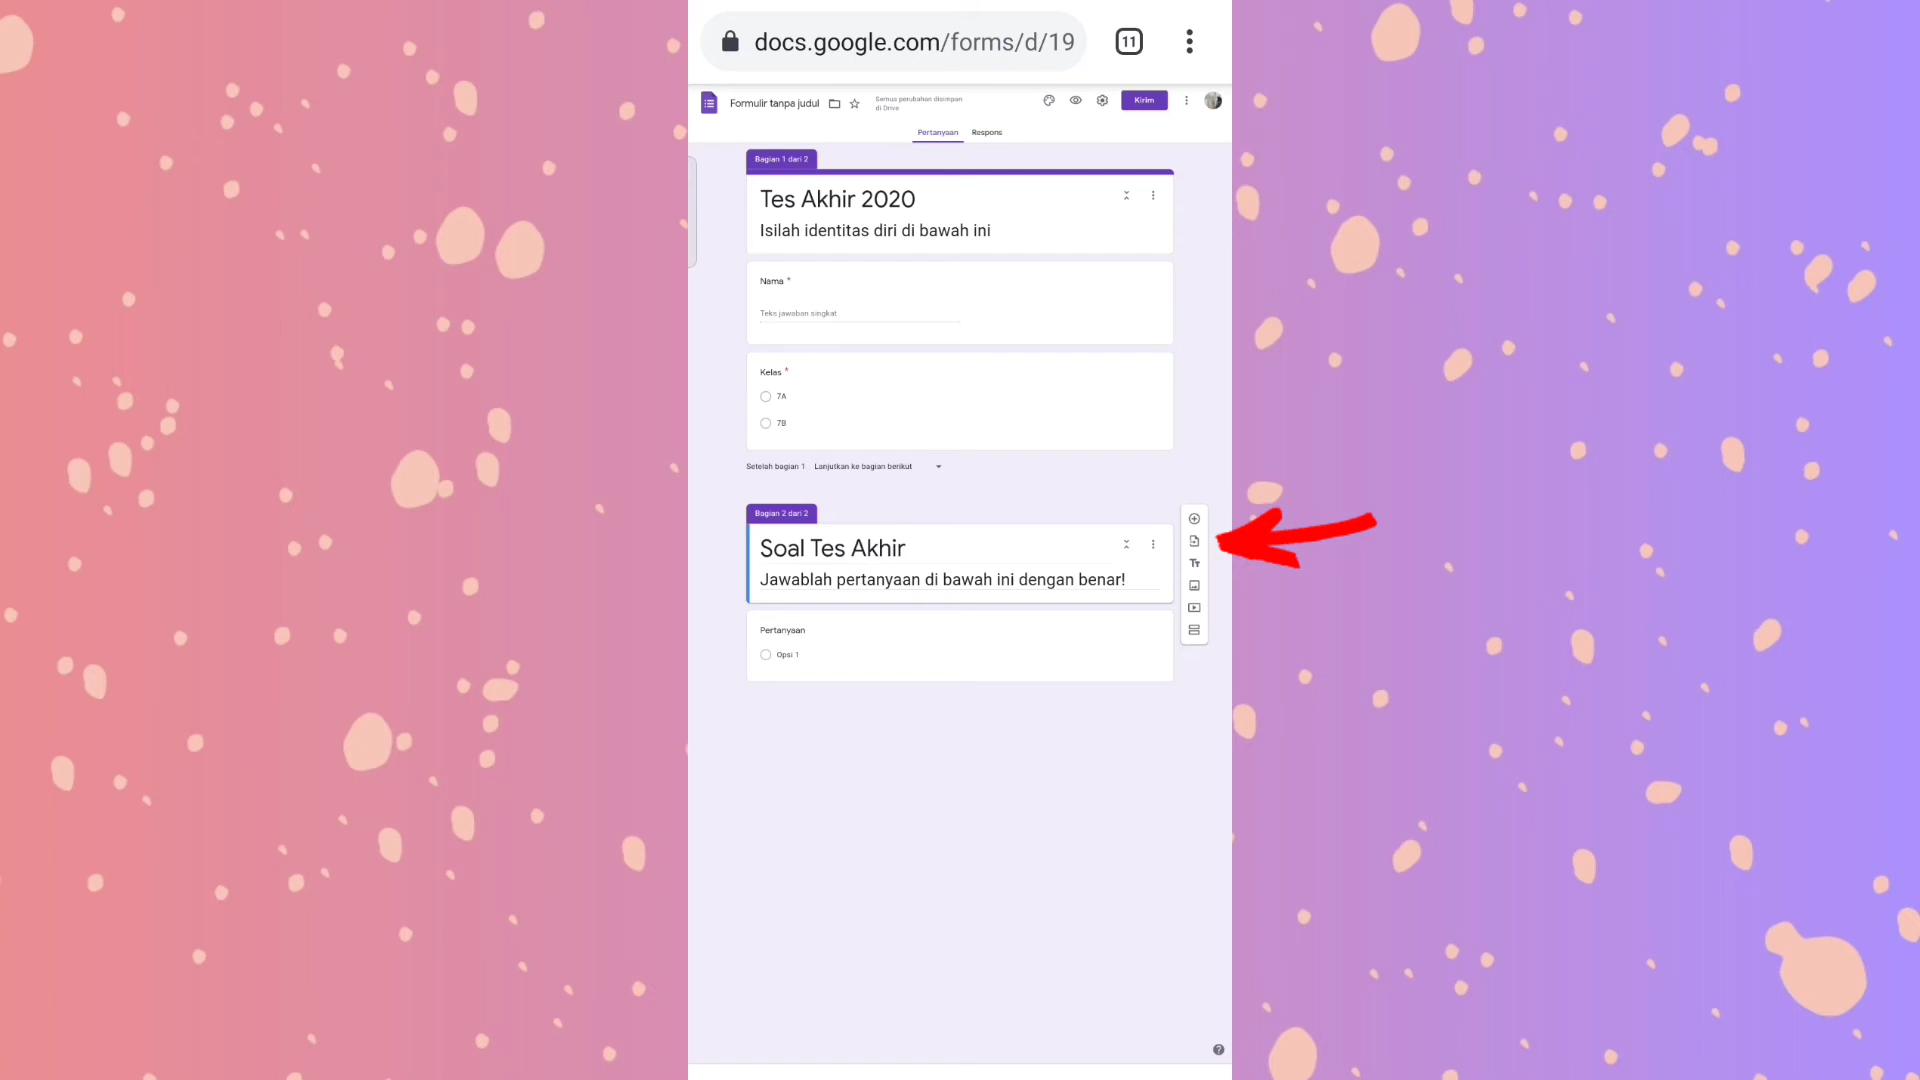 docs.google.com/forms/d/19
11
Formulir tanpa judul
Semua perubahan disimpan
di Drive
Kirim
Pertanyaan Respons
Bagian 1 dari 2
Tes Akhir 2020
Isilah identitas diri di bawah ini
Nama *
Teks jawaban singkat
Kelas *
7A
7B
Setelah bagian 1 Lanjutkan ke bagian berikut
Bagian 2 dari 2
Soal Tes Akhir
Tт
Jawablah pertanyaan di bawah ini dengan benar!
Pertanyaan
Opsi 1